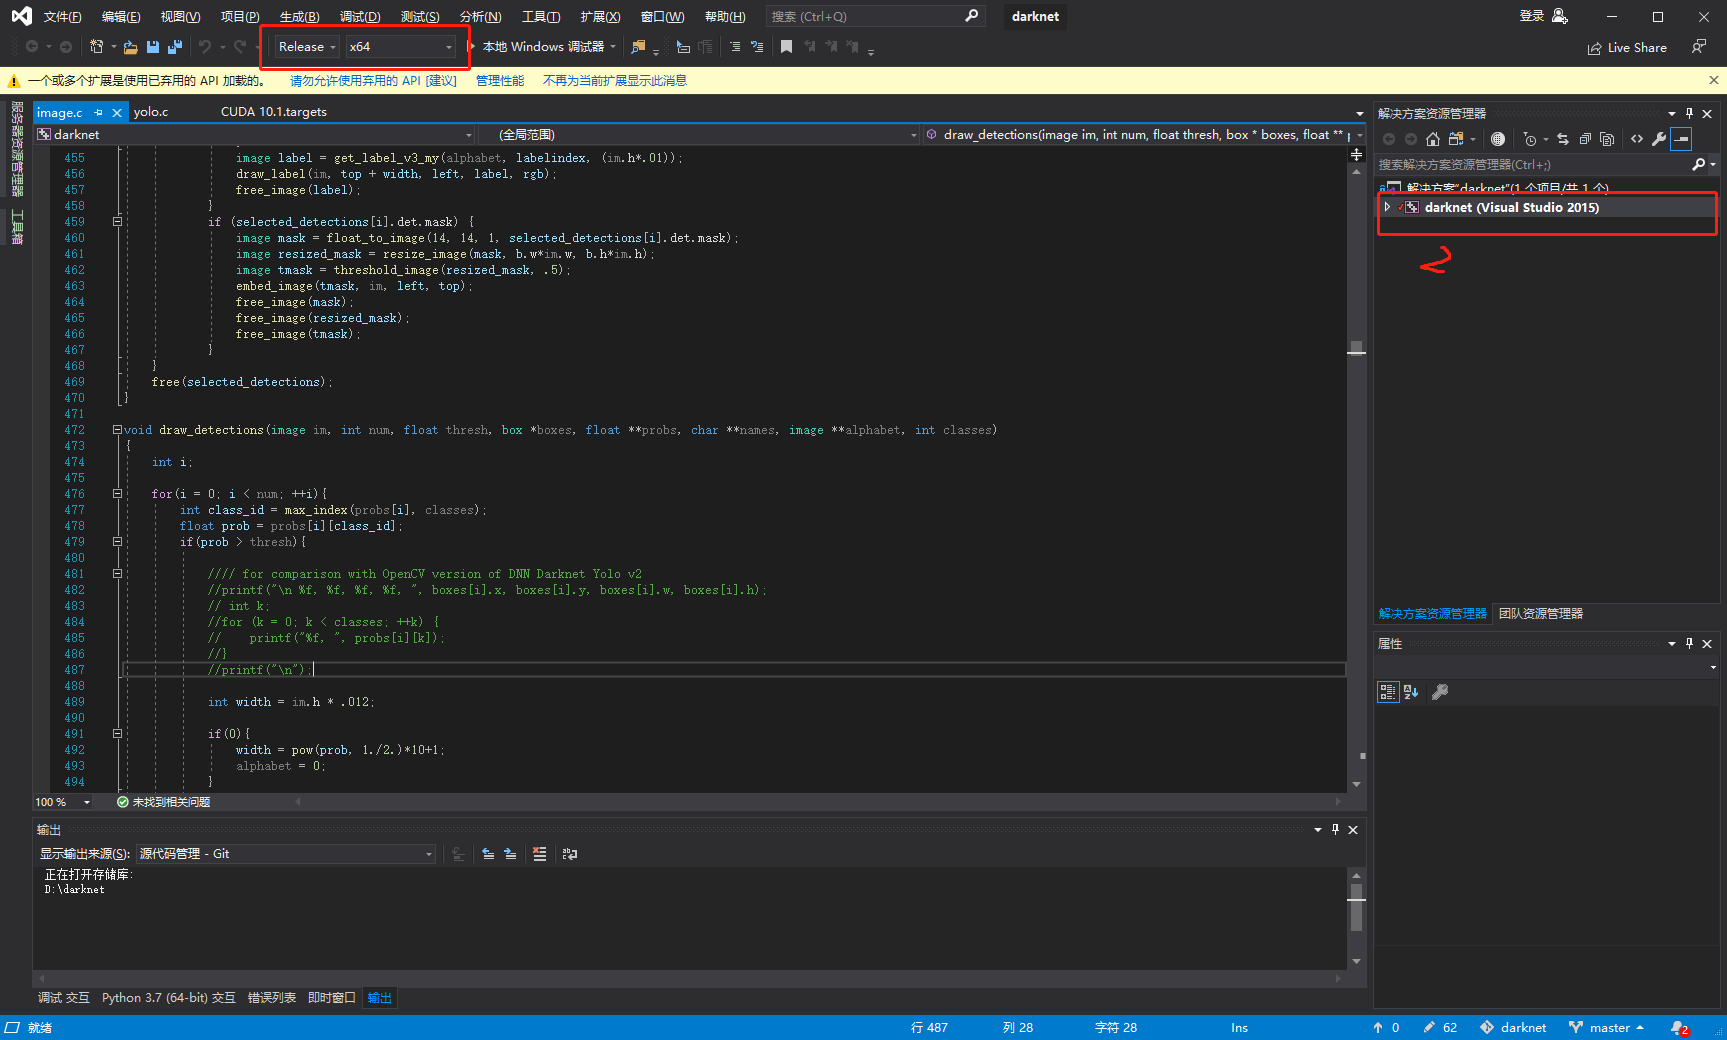 文件(F) 编辑(E) 视图(V) 项目(P) 生成(B) 调试(D) 测试(S) 分析(N) 工具(T) 扩展(X) 窗口(W) 帮助(H) 搜索 (Ctrl+Q) darknet 登录
Release x64 本地 Windows 调试器 Live Share
一个或多个扩展是使用已弃用的 API 加载的。 请勿允许使用弃用的 API [建议] 管理性能 不再为当前扩展显示此消息
服务器资源管理器
工具箱
image.c yolo.c CUDA 10.1.targets
darknet (全局范围) draw_detections(image im, int num, float thresh, box * boxes, float ** p
455 image label = get_label_v3_my(alphabet, labelindex, (im.h*.01));
456 draw_label(im, top + width, left, label, rgb);
457 free_image(label);
458 }
459 if (selected_detections[i].det.mask) {
460 image mask = float_to_image(14, 14, 1, selected_detections[i].det.mask);
461 image resized_mask = resize_image(mask, b.w*im.w, b.h*im.h);
462 image tmask = threshold_image(resized_mask, .5);
463 embed_image(tmask, im, left, top);
464 free_image(mask);
465 free_image(resized_mask);
466 free_image(tmask);
467 }
468 }
469 free(selected_detections);
470 }
471
472 void draw_detections(image im, int num, float thresh, box *boxes, float **probs, char **names, image **alphabet, int classes)
473 {
474 int i;
475
476 for(i = 0; i < num; ++i){
477 int class_id = max_index(probs[i], classes);
478 float prob = probs[i][class_id];
479 if(prob > thresh){
480
481 //// for comparison with OpenCV version of DNN Darknet Yolo v2
482 //printf("\n %f, %f, %f, %f, ", boxes[i].x, boxes[i].y, boxes[i].w, boxes[i].h);
483 // int k;
484 //for (k = 0; k < classes; ++k) {
485 //    printf("%f, ", probs[i][k]);
486 //}
487 //printf("\n");
488
489 int width = im.h * .012;
490
491 if(0){
492 width = pow(prob, 1./2.)*10+1;
493 alphabet = 0;
494 }
100 % 未找到相关问题
解决方案资源管理器
搜索解决方案资源管理器(Ctrl+;)
解决方案"darknet"(1 个项目/共 1 个)
darknet (Visual Studio 2015)
2
解决方案资源管理器 团队资源管理器
属性
输出
显示输出来源(S): 源代码管理 - Git
正在打开存储库:
D:\darknet
调试 交互 Python 3.7 (64-bit) 交互 错误列表 即时窗口 输出
就绪 行 487 列 28 字符 28 Ins 0 62 darknet master 2